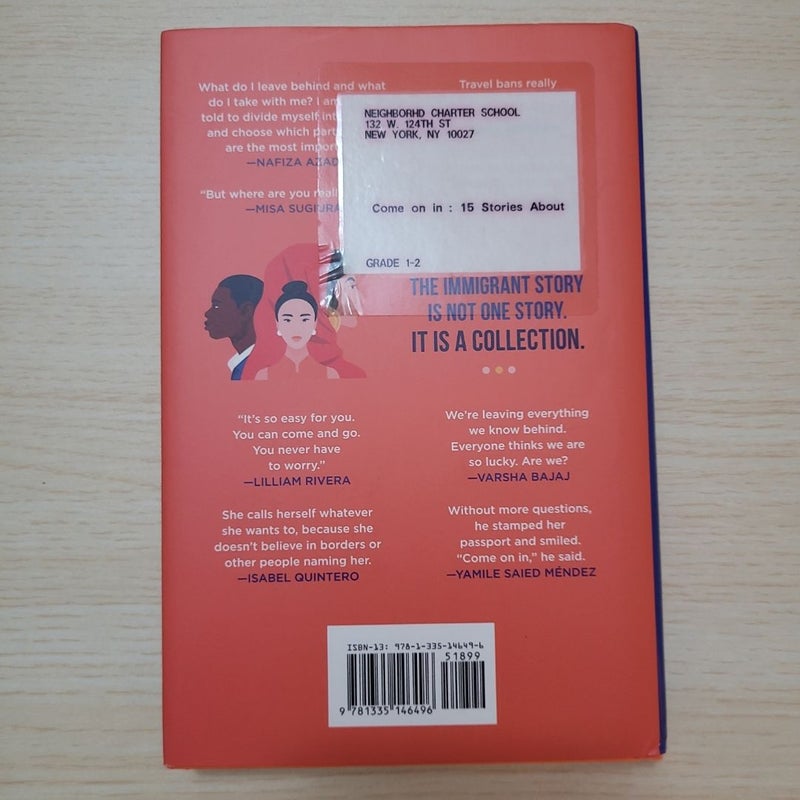 What do I leave behind and what
do I take with me? I am
told to divide myself
and choose which
are the most
—NAFIZA AZAD
Travel bans really
NEIGHBORHD CHARTER SCHOOL
132 W. 124TH ST
NEW YORK, NY 10027
Come on in : 15 Stories About
GRADE 1-2
“But where are you
—MISA SUGIURA
THE IMMIGRANT STORY
IS NOT ONE STORY.
IT IS A COLLECTION.
“It’s so easy for you.
You can come and go.
You never have
to worry.”
—LILLIAM RIVERA
We’re leaving everything
we know behind.
Everyone thinks we are
so lucky. Are we?
—VARSHA BAJAJ
She calls herself whatever
she wants to, because she
doesn’t believe in borders or
other people naming her.
—ISABEL QUINTERO
Without more questions,
he stamped her
passport and smiled.
“Come on in,” he said.
—YAMILE SAIED MÉNDEZ
ISBN-13: 978-1-335-14649-6
51899
9 781335 146496